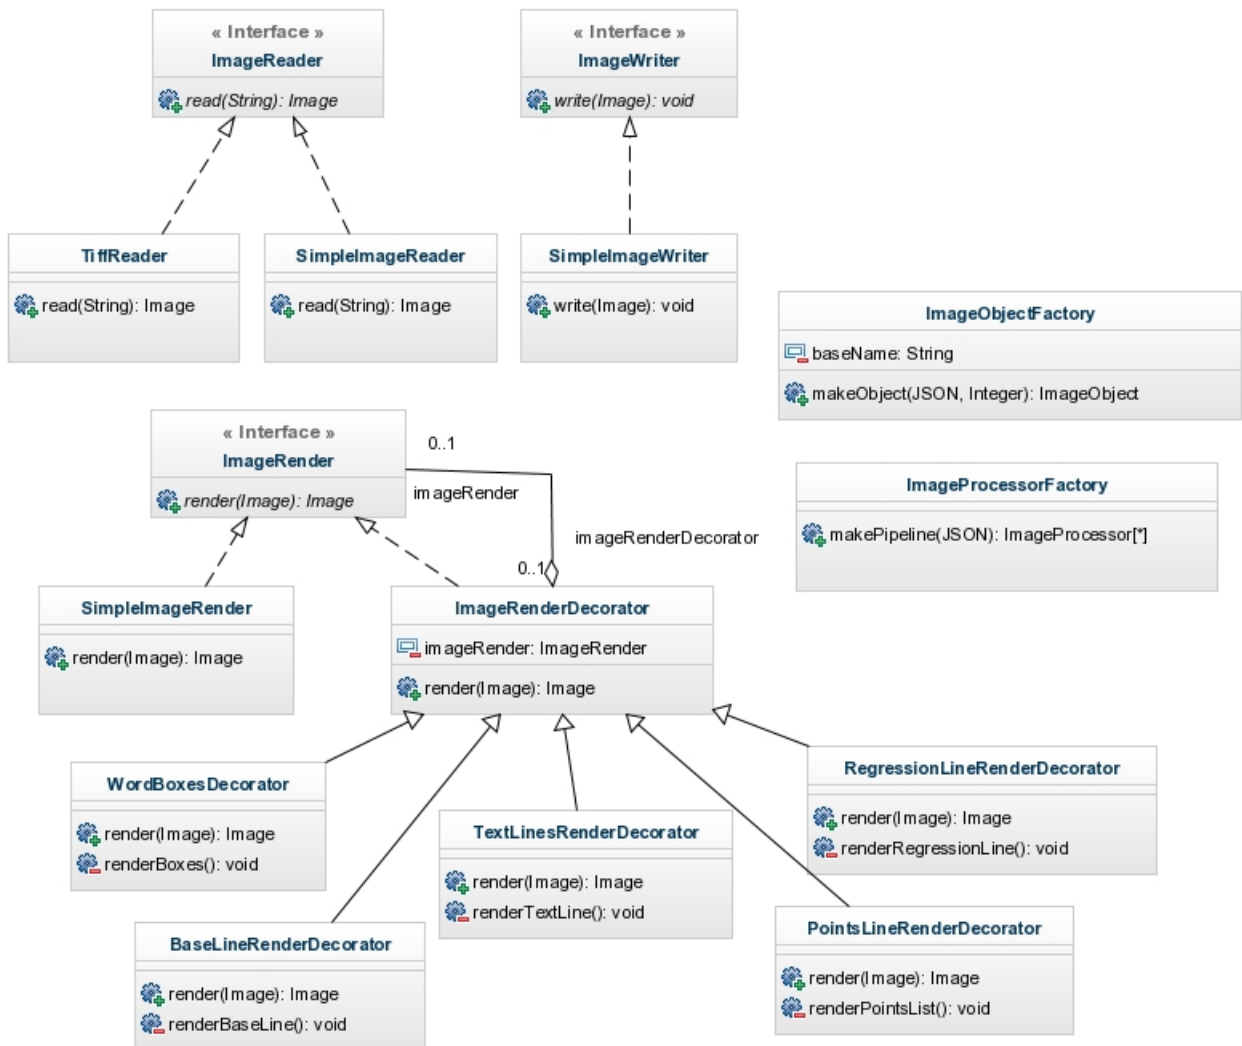 « Interface »
ImageReader
read(String): Image
« Interface »
ImageWriter
write(Image): void
TiffReader
read(String): Image
SimpleImageReader
read(String): Image
SimpleImageWriter
write(Image): void
ImageObjectFactory
baseName: String
makeObject(JSON, Integer): ImageObject
« Interface »
ImageRender
render(Image): Image
0..1
imageRender
imageRenderDecorator
0..1
ImageProcessorFactory
makePipeline(JSON): ImageProcessor[*]
SimpleImageRender
render(Image): Image
ImageRenderDecorator
imageRender: ImageRender
render(Image): Image
WordBoxesDecorator
render(Image): Image
renderBoxes(): void
TextLinesRenderDecorator
render(Image): Image
renderTextLine(): void
RegressionLineRenderDecorator
render(Image): Image
renderRegressionLine(): void
BaseLineRenderDecorator
render(Image): Image
renderBaseLine(): void
PointsLineRenderDecorator
render(Image): Image
renderPointsList(): void